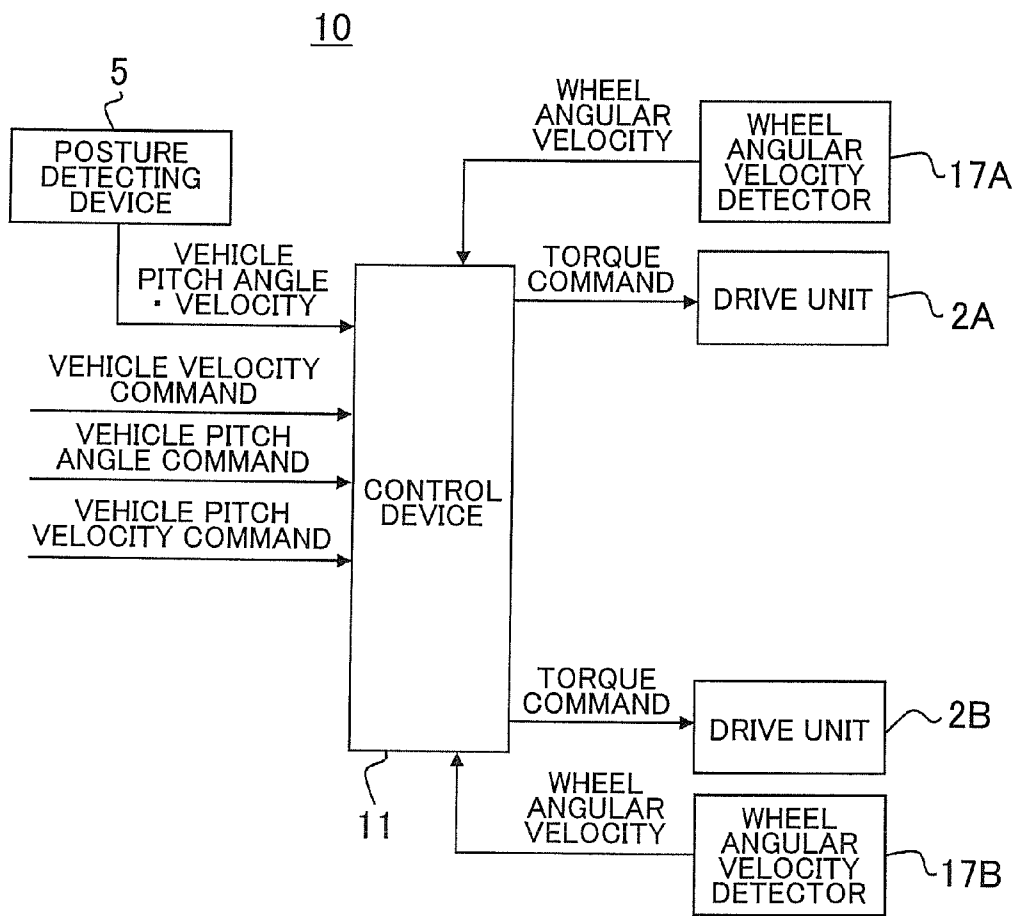 10
5
POSTURE
DETECTING
DEVICE
VEHICLE
PITCH ANGLE
・ VELOCITY
VEHICLE VELOCITY
COMMAND
VEHICLE PITCH
ANGLE COMMAND
VEHICLE PITCH
VELOCITY COMMAND
CONTROL
DEVICE
11
WHEEL
ANGULAR
VELOCITY
WHEEL
ANGULAR
VELOCITY
DETECTOR
17A
TORQUE
COMMAND
DRIVE UNIT
2A
TORQUE
COMMAND
DRIVE UNIT
2B
WHEEL
ANGULAR
VELOCITY
WHEEL
ANGULAR
VELOCITY
DETECTOR
17B